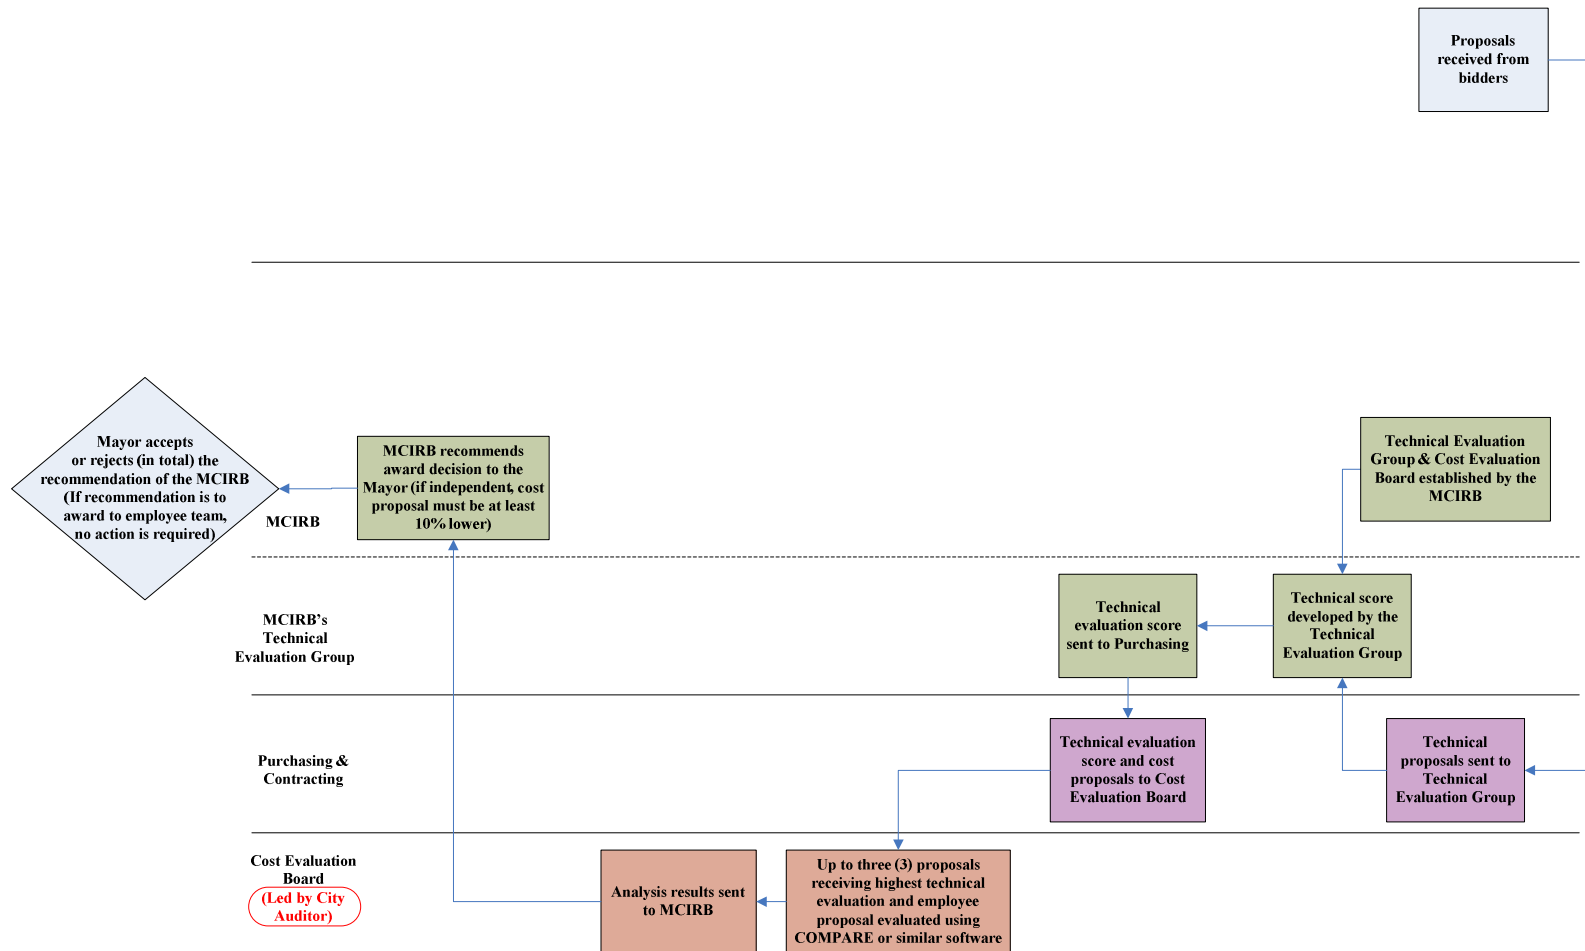 Proposals
received from
bidders
Mayor accepts
or rejects (in total) the
recommendation of the MCIRB
(If recommendation is to
award to employee team,
no action is required)
MCIRB
MCIRB recommends
award decision to the
Mayor (if independent, cost
proposal must be at least
10% lower)
Technical Evaluation
Group & Cost Evaluation
Board established by the
MCIRB
MCIRB's
Technical
Evaluation Group
Technical
evaluation score
sent to Purchasing
Technical score
developed by the
Technical
Evaluation Group
Purchasing &
Contracting
Technical evaluation
score and cost
proposals to Cost
Evaluation Board
Technical
proposals sent to
Technical
Evaluation Group
Cost Evaluation
Board
(Led by City
Auditor)
Analysis results sent
to MCIRB
Up to three (3) proposals
receiving highest technical
evaluation and employee
proposal evaluated using
COMPARE or similar software